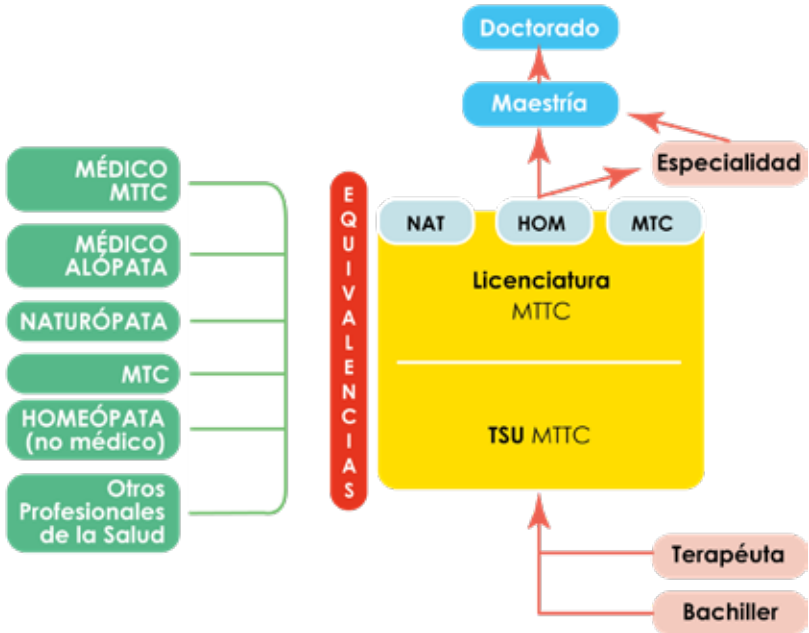 Doctorado
Maestría
Especialidad
MÉDICO
MTTC
MÉDICO
ALÓPATA
NATURÓPATA
MTC
HOMEÓPATA
(no médico)
Otros
Profesionales
de la Salud
EQUIVALENCIAS
NAT
HOM
MTC
Licenciatura
MTTC
TSU MTTC
Terapéuta
Bachiller